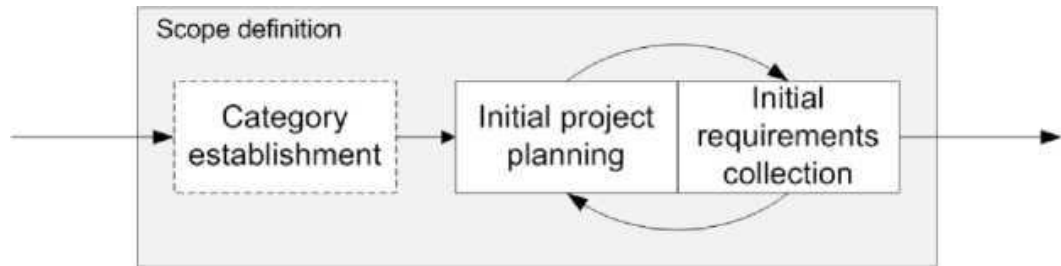 Scope definition
Category
establishment
Initial project
planning
Initial
requirements
collection